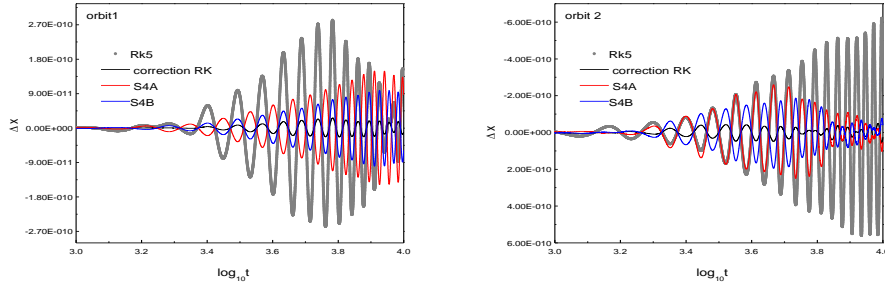 orbit1
2.70E-010
1.80E-010
9.00E-011
0.00E+000
-9.00E-011
-1.80E-010
-2.70E-010
ΔX
Rk5
correction RK
S4A
S4B
3.0
3.2
3.4
3.6
3.8
4.0
log10t
orbit 2
-6.00E-010
-4.00E-010
-2.00E-010
0.00E+000
2.00E-010
4.00E-010
6.00E-010
ΔX
Rk5
correction RK
S4A
S4B
3.0
3.2
3.4
3.6
3.8
4.0
log10t